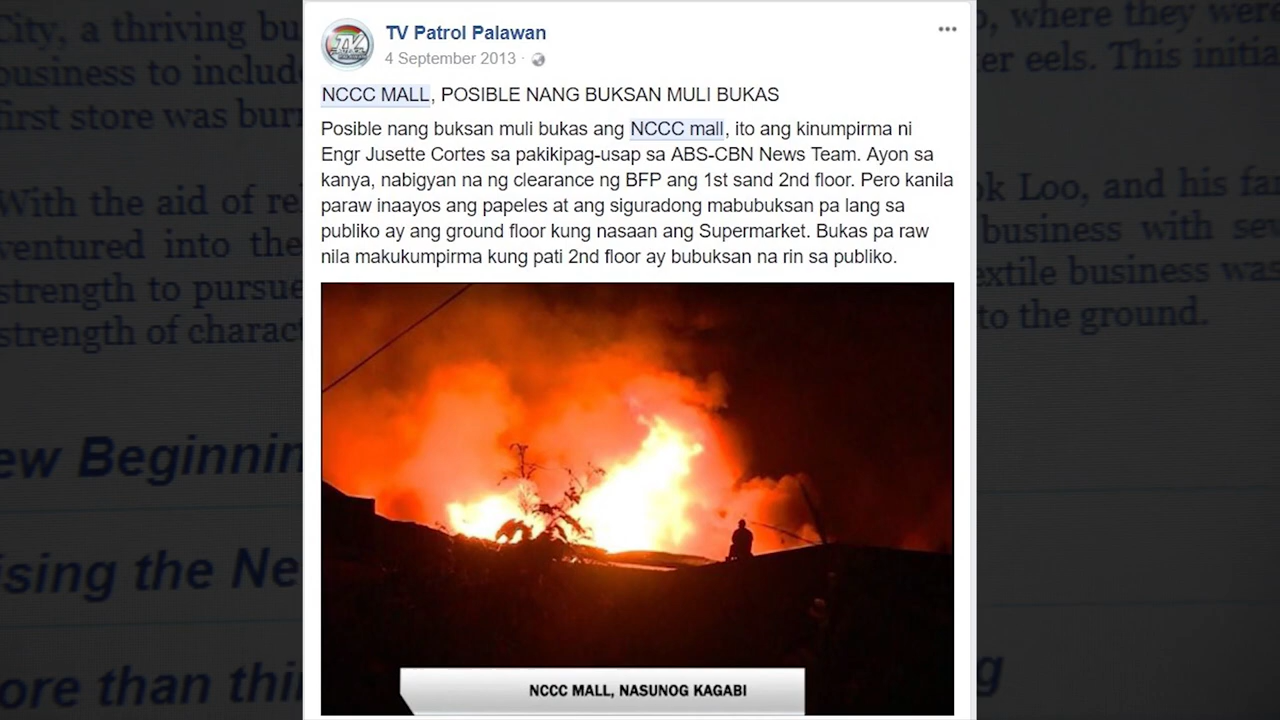 City, a thriving bu
business to include
first store was bur
With the aid of re
ventured into the
strength to pursue
strength of charact
ew Beginnin
ising the Ne
ore than thi
TV
TV Patrol Palawan
4 September 2013 ·
NCCC MALL, POSIBLE NANG BUKSAN MULI BUKAS
Posible nang buksan muli bukas ang NCCC mall, ito ang kinumpirma ni
Engr Jusette Cortes sa pakikipag-usap sa ABS-CBN News Team. Ayon sa
kanya, nabigyan na ng clearance ng BFP ang 1st sand 2nd floor. Pero kanila
paraw inaayos ang papeles at ang siguradong mabubuksan pa lang sa
publiko ay ang ground floor kung nasaan ang Supermarket. Bukas pa raw
nila makukumpirma kung pati 2nd floor ay bubuksan na rin sa publiko.
NCCC MALL, NASUNOG KAGABI
o, where they were
er eels. This initia
ok Loo, and his fa
business with sev
extile business was
to the ground.
g